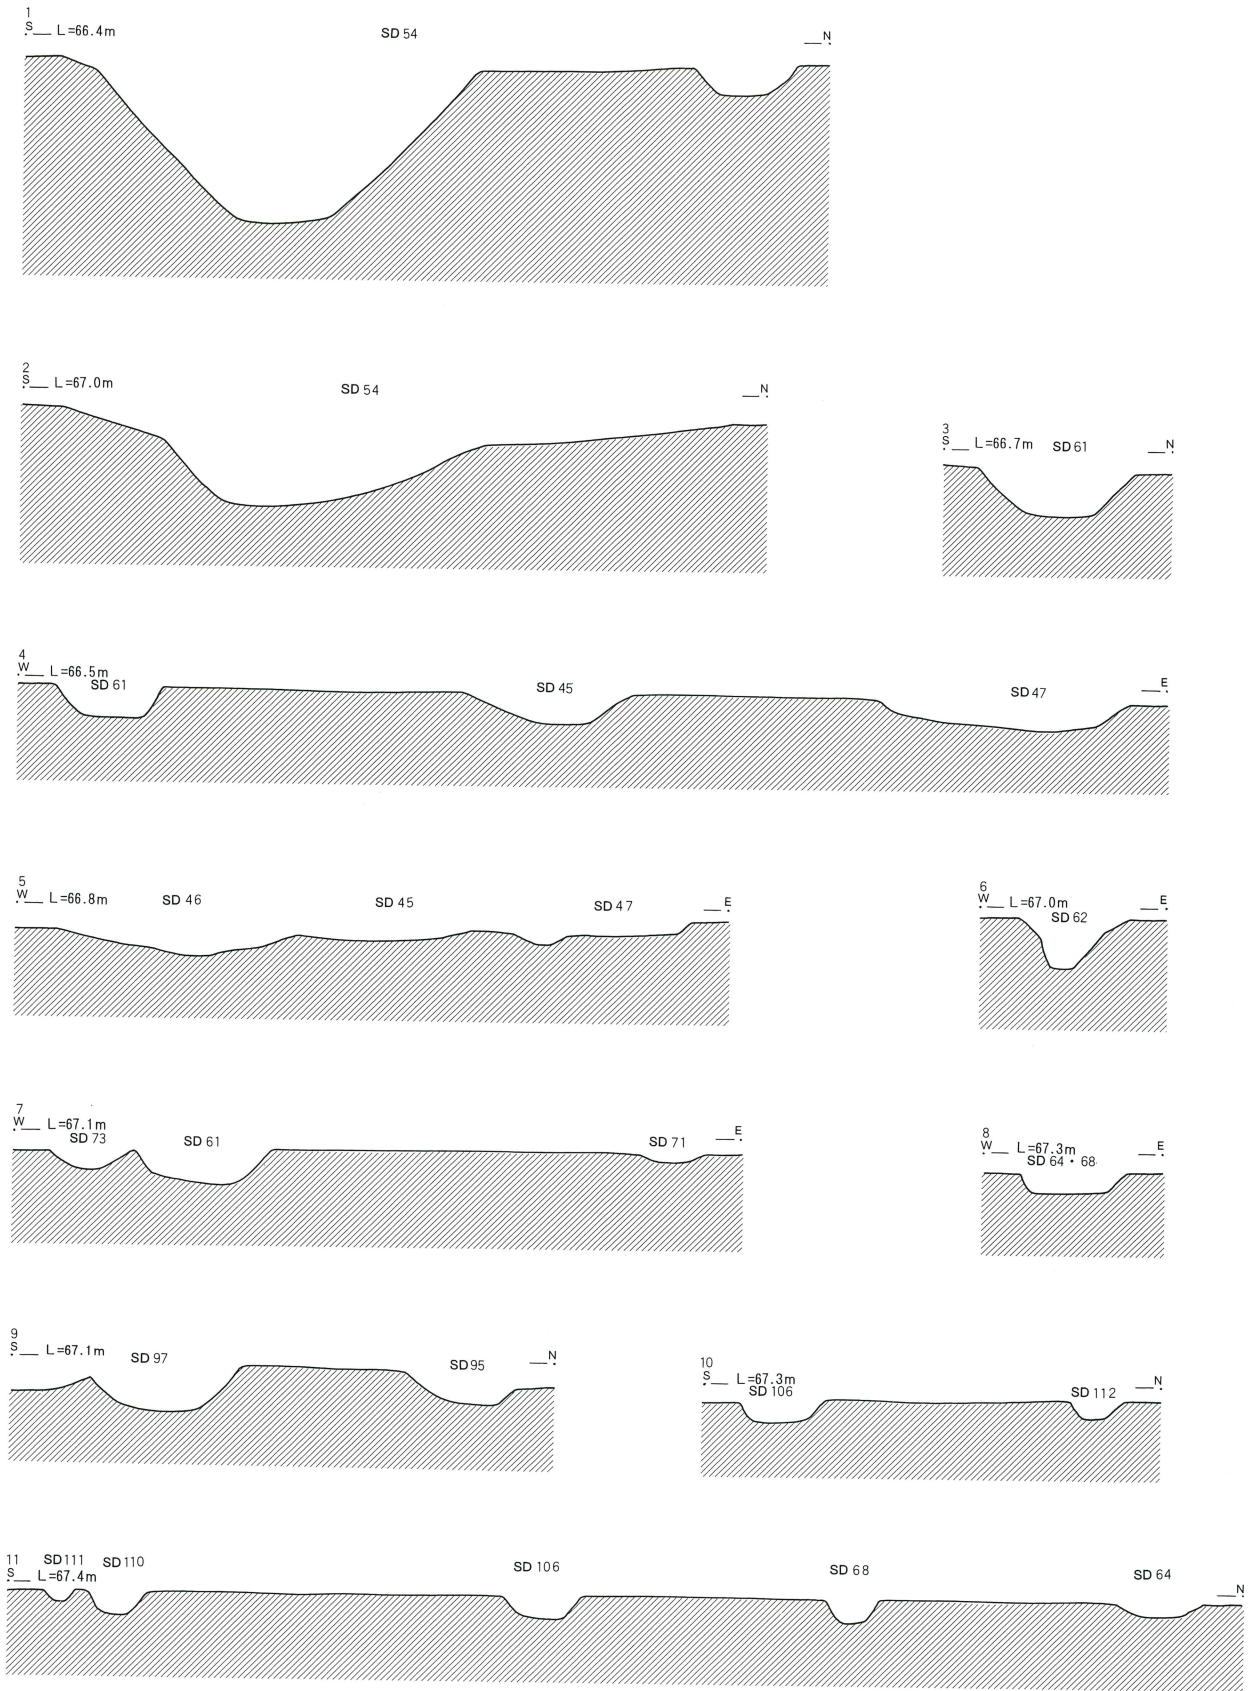 1
S L=66.4m SD 54 N
2
S L=67.0m SD 54 N
3
S L=66.7m SD 61 N
4
W L=66.5m E
SD 61 SD 45 SD 47
5
W L=66.8m SD 46 SD 45 SD 47 E
6
W L=67.0m E
SD 62
7
W L=67.1m E
SD 73 SD 61 SD 71
8
W L=67.3m E
SD 64・68
9
S L=67.1m SD 97 SD 95 N
10
S L=67.3m N
SD 106 SD 112
11 SD 111 SD 110 SD 106 SD 68 SD 64
S L=67.4m N